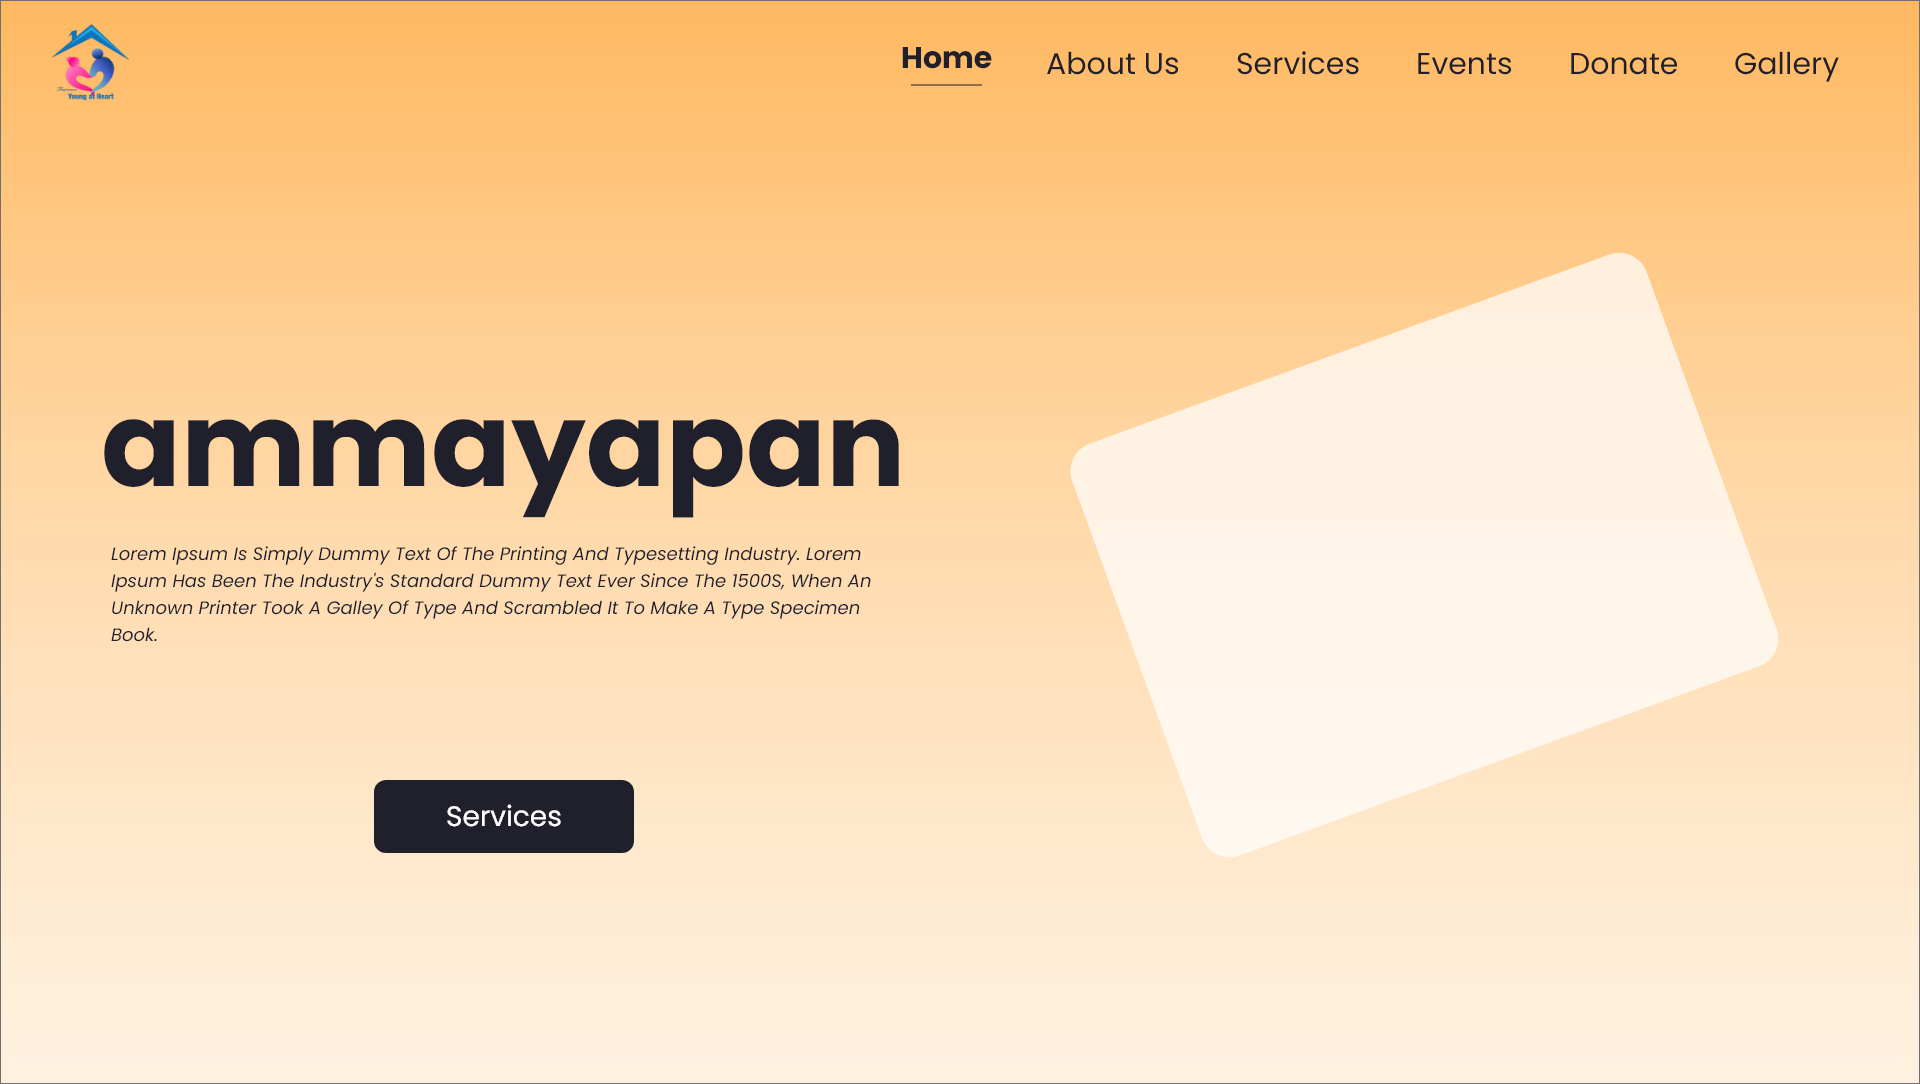 Young at Heart
Home
About Us
Services
Events
Donate
Gallery
ammayapan
Lorem Ipsum Is Simply Dummy Text Of The Printing And Typesetting Industry. Lorem
Ipsum Has Been The Industry's Standard Dummy Text Ever Since The 1500S, When An
Unknown Printer Took A Galley Of Type And Scrambled It To Make A Type Specimen
Book.
Services